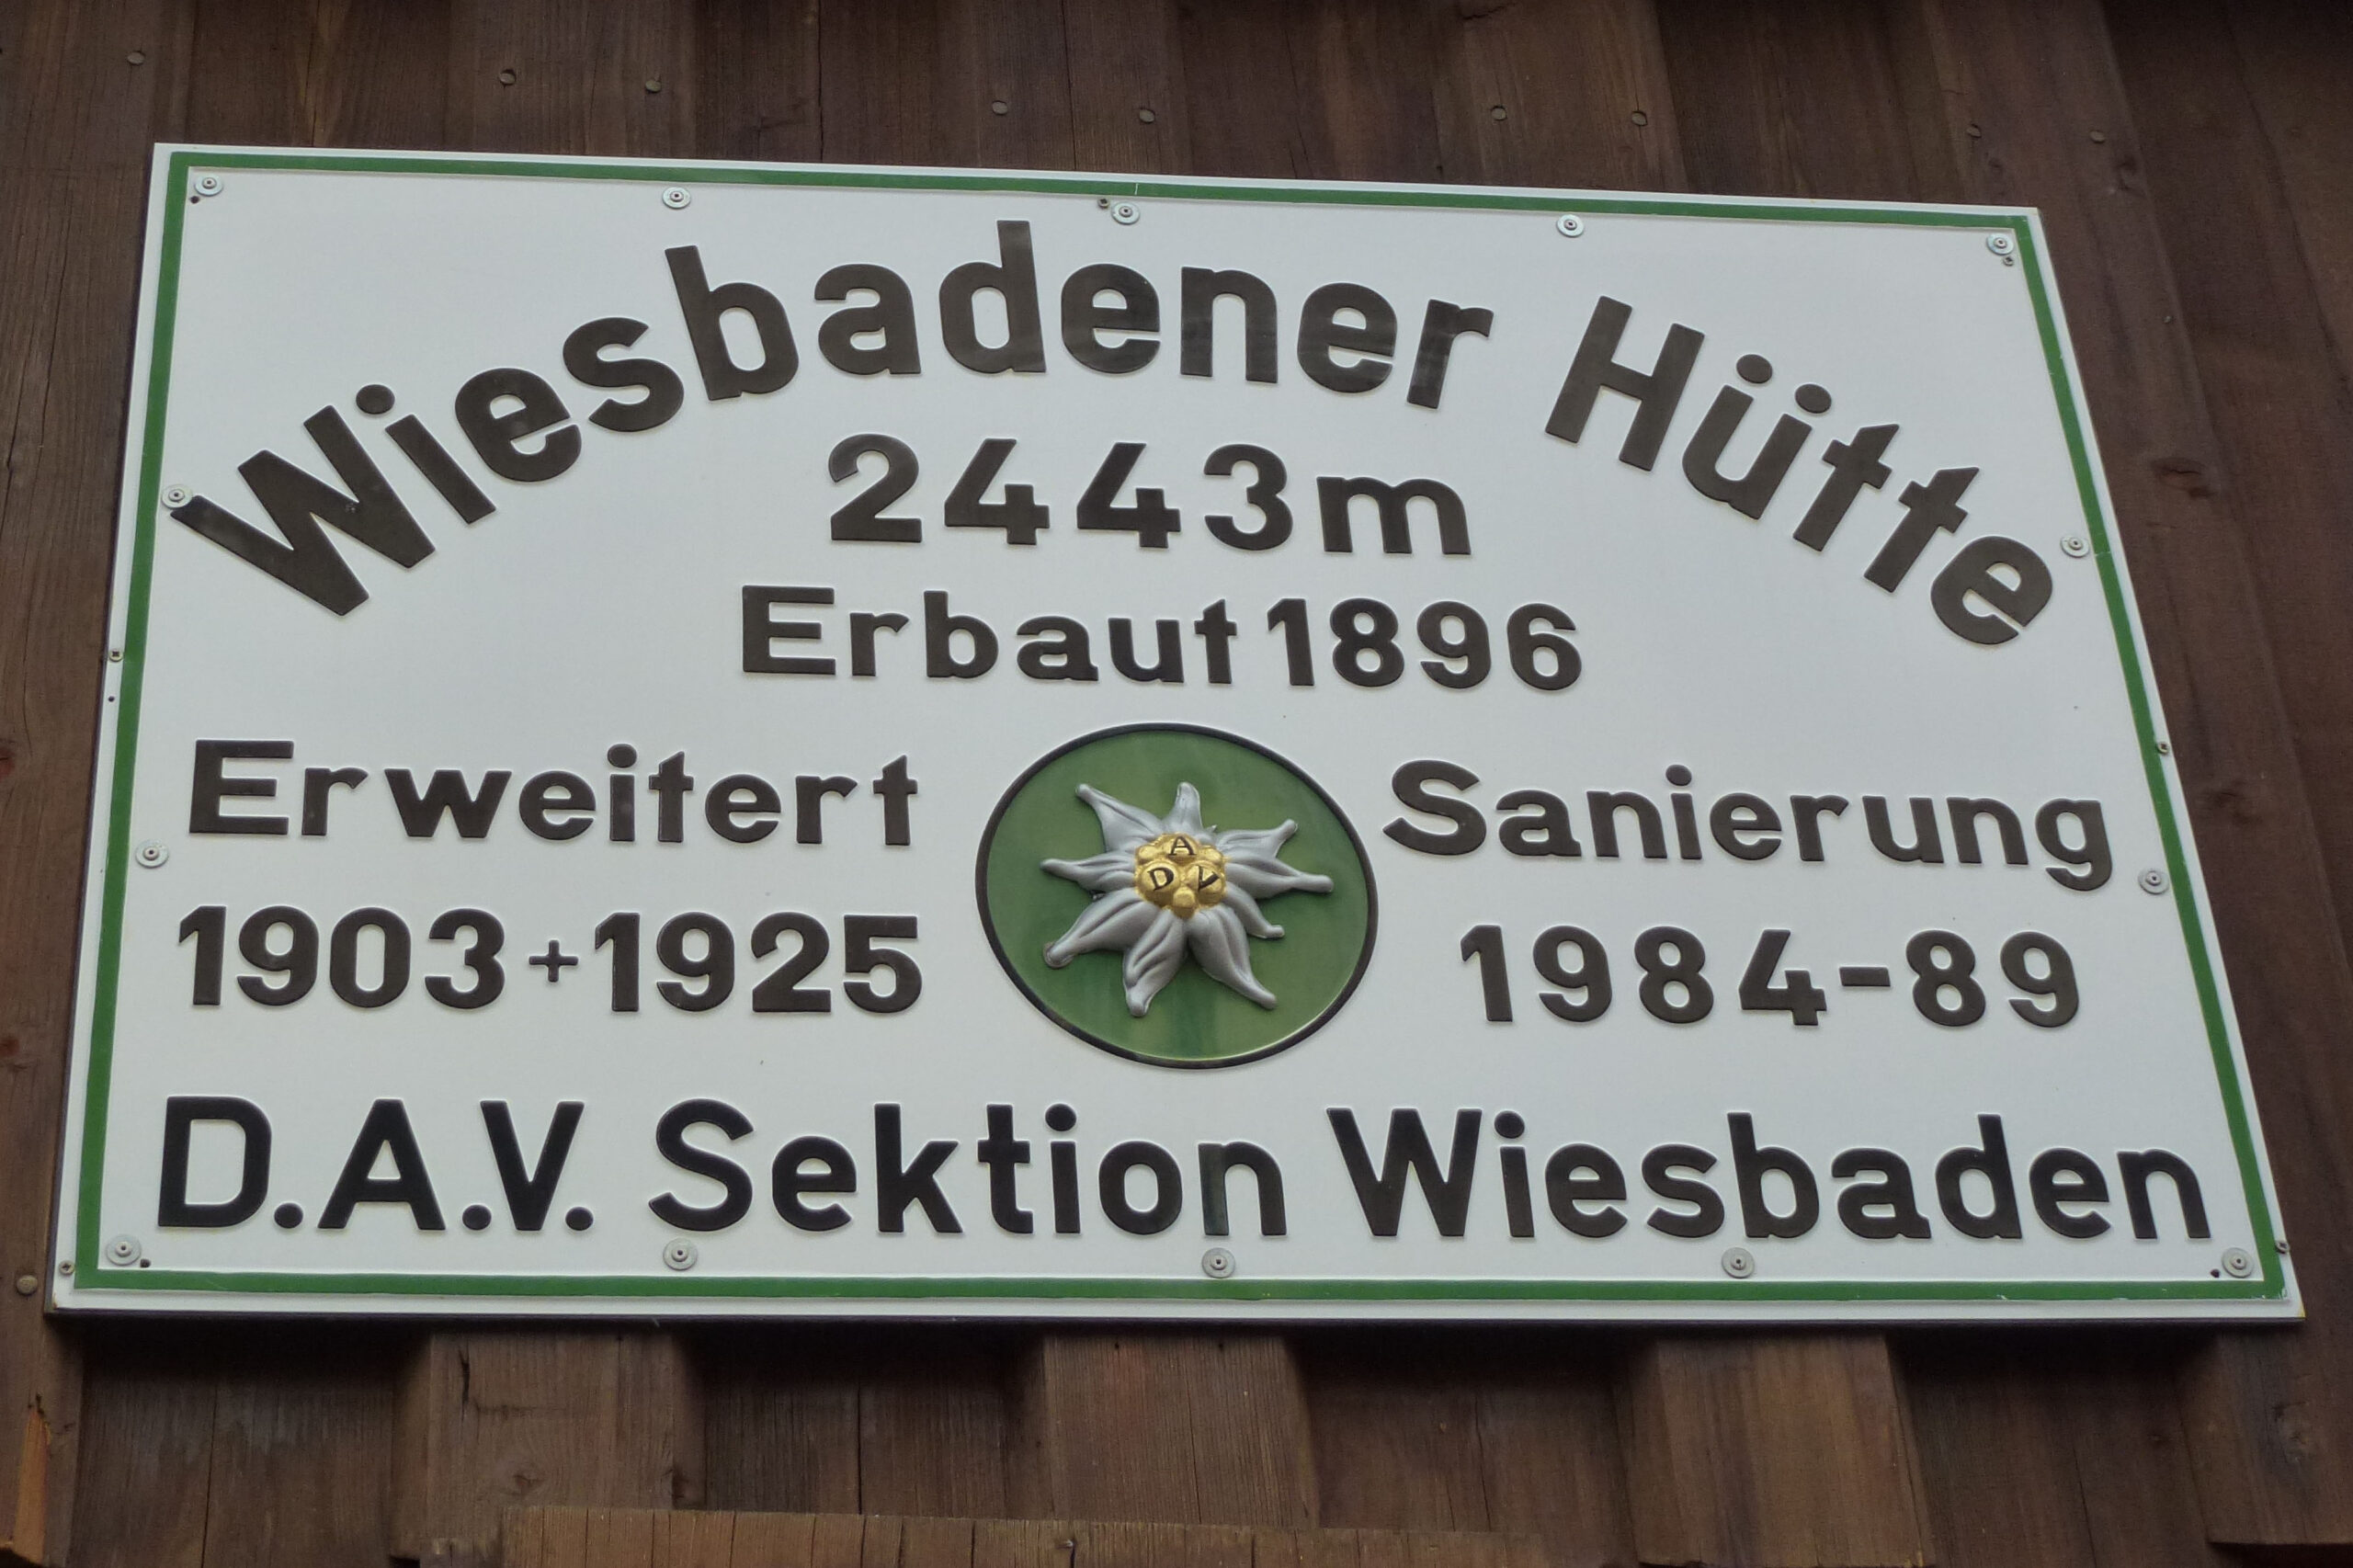 Wiesbadener Hütte
2443m
Erbaut 1896
Erweitert
1903+1925
A
D V
Sanierung
1984-89
D.A.V. Sektion Wiesbaden